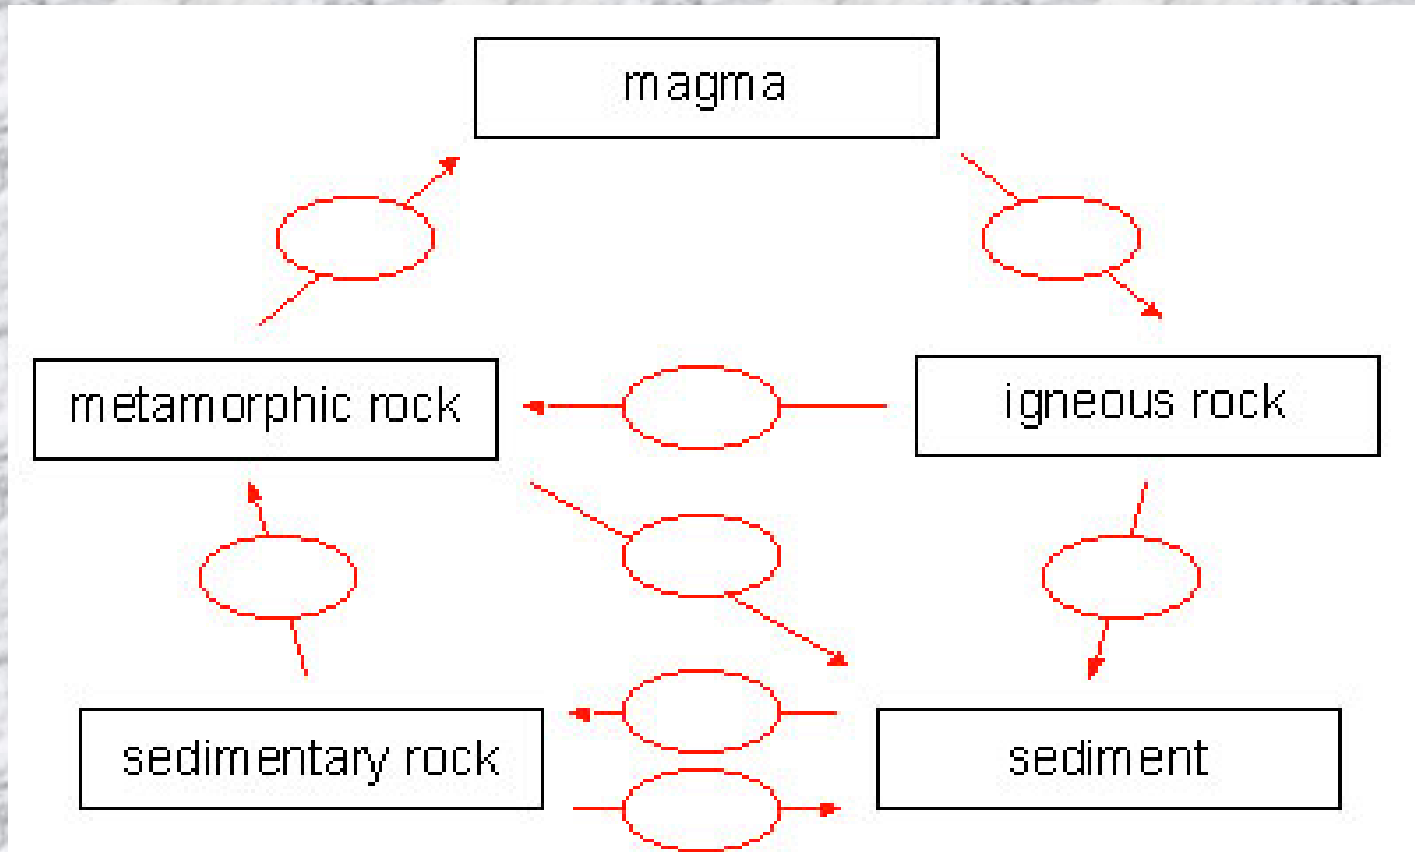 magma
metamorphic rock
igneous rock
sedimentary rock
sediment